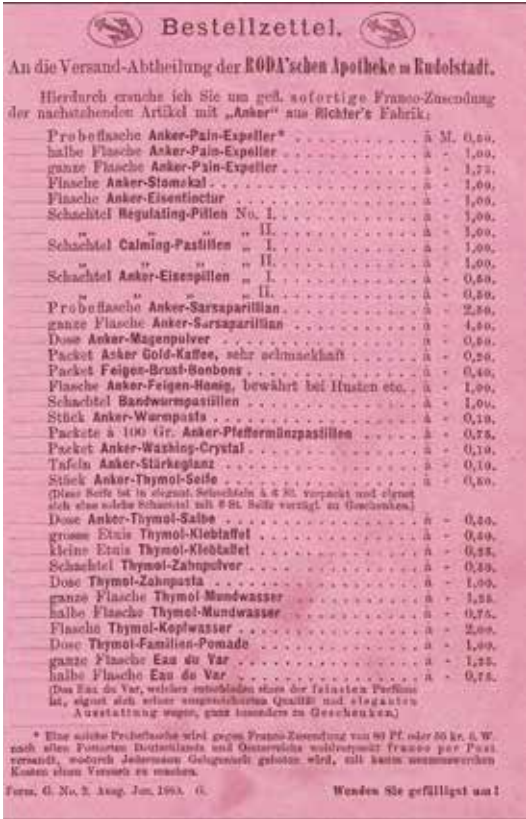 Bestellzettel.
An die Versand-Abtheilung der RODA'schen Apotheke in Rudolstadt.
Hierdurch ersuche ich Sie um gefl. sofortige Franco-Zusendung
der nachstehenden Artikel mit „Anker" aus Richter's Fabrik:
Probeflasche Anker-Pain-Expeller* à M. 0,50.
halbe Flasche Anker-Pain-Expeller à - 1,00.
ganze Flasche Anker-Pain-Expeller à - 1,75.
Flasche Anker-Stomakal à - 1,00.
Flasche Anker-Eisentinctur à - 1,00.
Schachtel Regulating-Pillen No. I. à - 1,00.
„ „ „ „ II. à - 1,00.
Schachtel Calming-Pastillen „ I. à - 1,00.
„ „ „ „ II. à - 1,00.
Schachtel Anker-Eisenpillen „ I. à - 0,50.
„ „ „ „ II. à - 0,50.
Probeflasche Anker-Sarsaparillian à - 2,50.
ganze Flasche Anker-Sarsaparillian à - 4,50.
Dose Anker-Magenpulver à - 0,50.
Packet Anker Gold-Kaffee, sehr schmackhaft à - 0,20.
Packet Feigen-Brust-Bonbons à - 0,40.
Flasche Anker-Feigen-Honig, bewährt bei Husten etc. à - 1,00.
Schachtel Bandwurmpastillen à - 1,00.
Stück Anker-Wurmpasta à - 0,10.
Packete à 100 Gr. Anker-Pfeffermünzpastillen à - 0,75.
Packet Anker-Washing-Crystal à - 0,10.
Tafeln Anker-Stärkeglanz à - 0,10.
Stück Anker-Thymol-Seife à - 0,50.
(Diese Seife ist in elegant. Schachteln à 6 St. verpackt und eignet
sich eine solche Schachtel mit 6 St. Seife vorzügl. zu Geschenken.)
Dose Anker-Thymol-Salbe à - 0,50.
grosse Etuis Thymol-Klebtaffet à - 0,50.
kleine Etuis Thymol-Klebtaffet à - 0,25.
Schachtel Thymol-Zahnpulver à - 0,50.
Dose Thymol-Zahnpasta à - 1,00.
ganze Flasche Thymol-Mundwasser à - 1,25.
halbe Flasche Thymol-Mundwasser à - 0,75.
Flasche Thymol-Kopfwasser à - 2,00.
Dose Thymol-Familien-Pomade à - 1,00.
ganze Flasche Eau du Var à - 1,25.
halbe Flasche Eau du Var à - 0,75.
(Das Eau du Var, welches entschieden eines der feinsten Parfüms
ist, eignet sich seiner ausgezeichneten Qualität und eleganten
Ausstattung wegen, ganz besonders zu Geschenken.)
* Eine solche Probeflasche wird gegen Franco-Zusendung von 80 Pf. oder 50 kr. ö. W.
nach allen Postorten Deutschlands und Oesterreichs wohlverpackt franco per Post
versandt, wodurch Jedermann Gelegenheit geboten wird, mit kaum nennenswerthen
Kosten einen Versuch zu machen.
Form. G. No. 2. Ausg. Jan. G.
Wenden Sie gefälligst um!